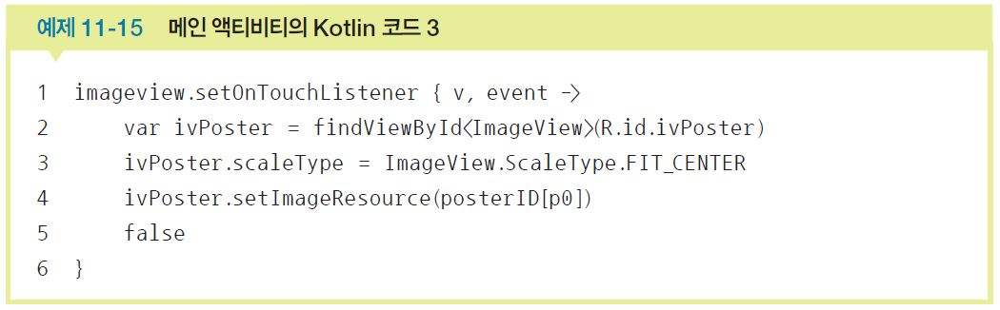 예제 11-15 메인 액티비티의 Kotlin 코드 3
1 imageview.setOnTouchListener { v, event ->
2 var ivPoster = findViewById<ImageView>(R.id.ivPoster)
3 ivPoster.scaleType = ImageView.ScaleType.FIT_CENTER
4 ivPoster.setImageResource(posterID[p0])
5 false
6 }